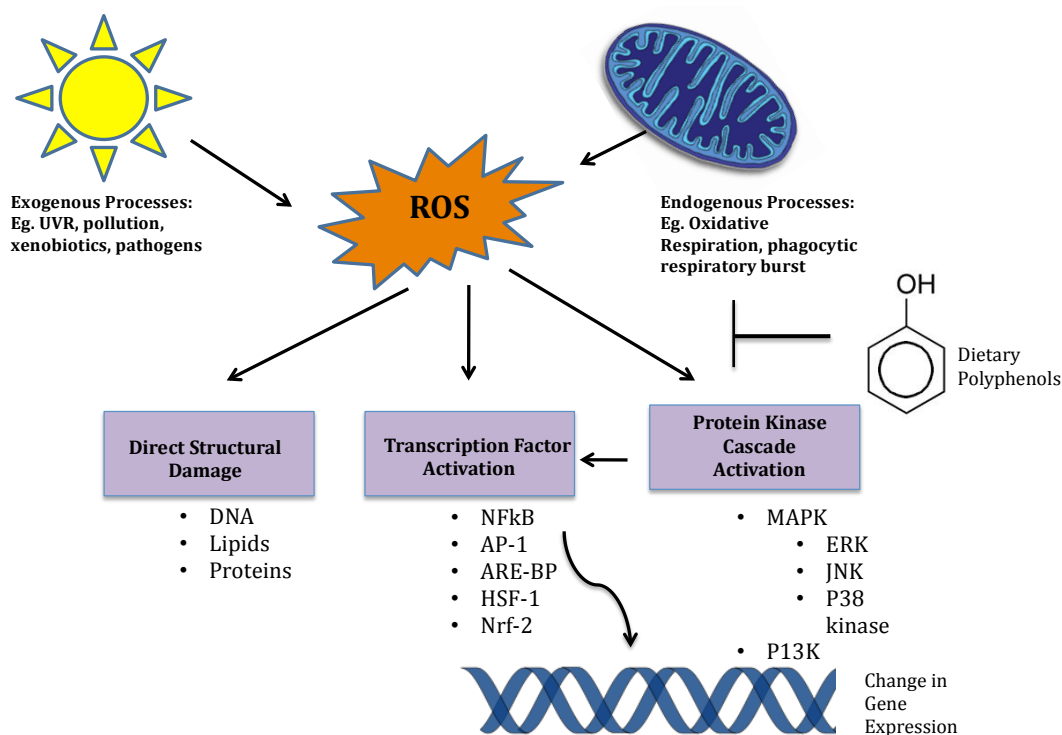 ROS
Exogenous Processes:
Eg. UVR, pollution,
xenobiotics, pathogens
Endogenous Processes:
Eg. Oxidative
Respiration, phagocytic
respiratory burst
OH
Dietary
Polyphenols
Direct Structural
Damage
• DNA
• Lipids
• Proteins
Transcription Factor
Activation
• NFkB
• AP-1
• ARE-BP
• HSF-1
• Nrf-2
Protein Kinase
Cascade
Activation
• MAPK
• ERK
• JNK
• P38
kinase
• P13K
Change in
Gene
Expression